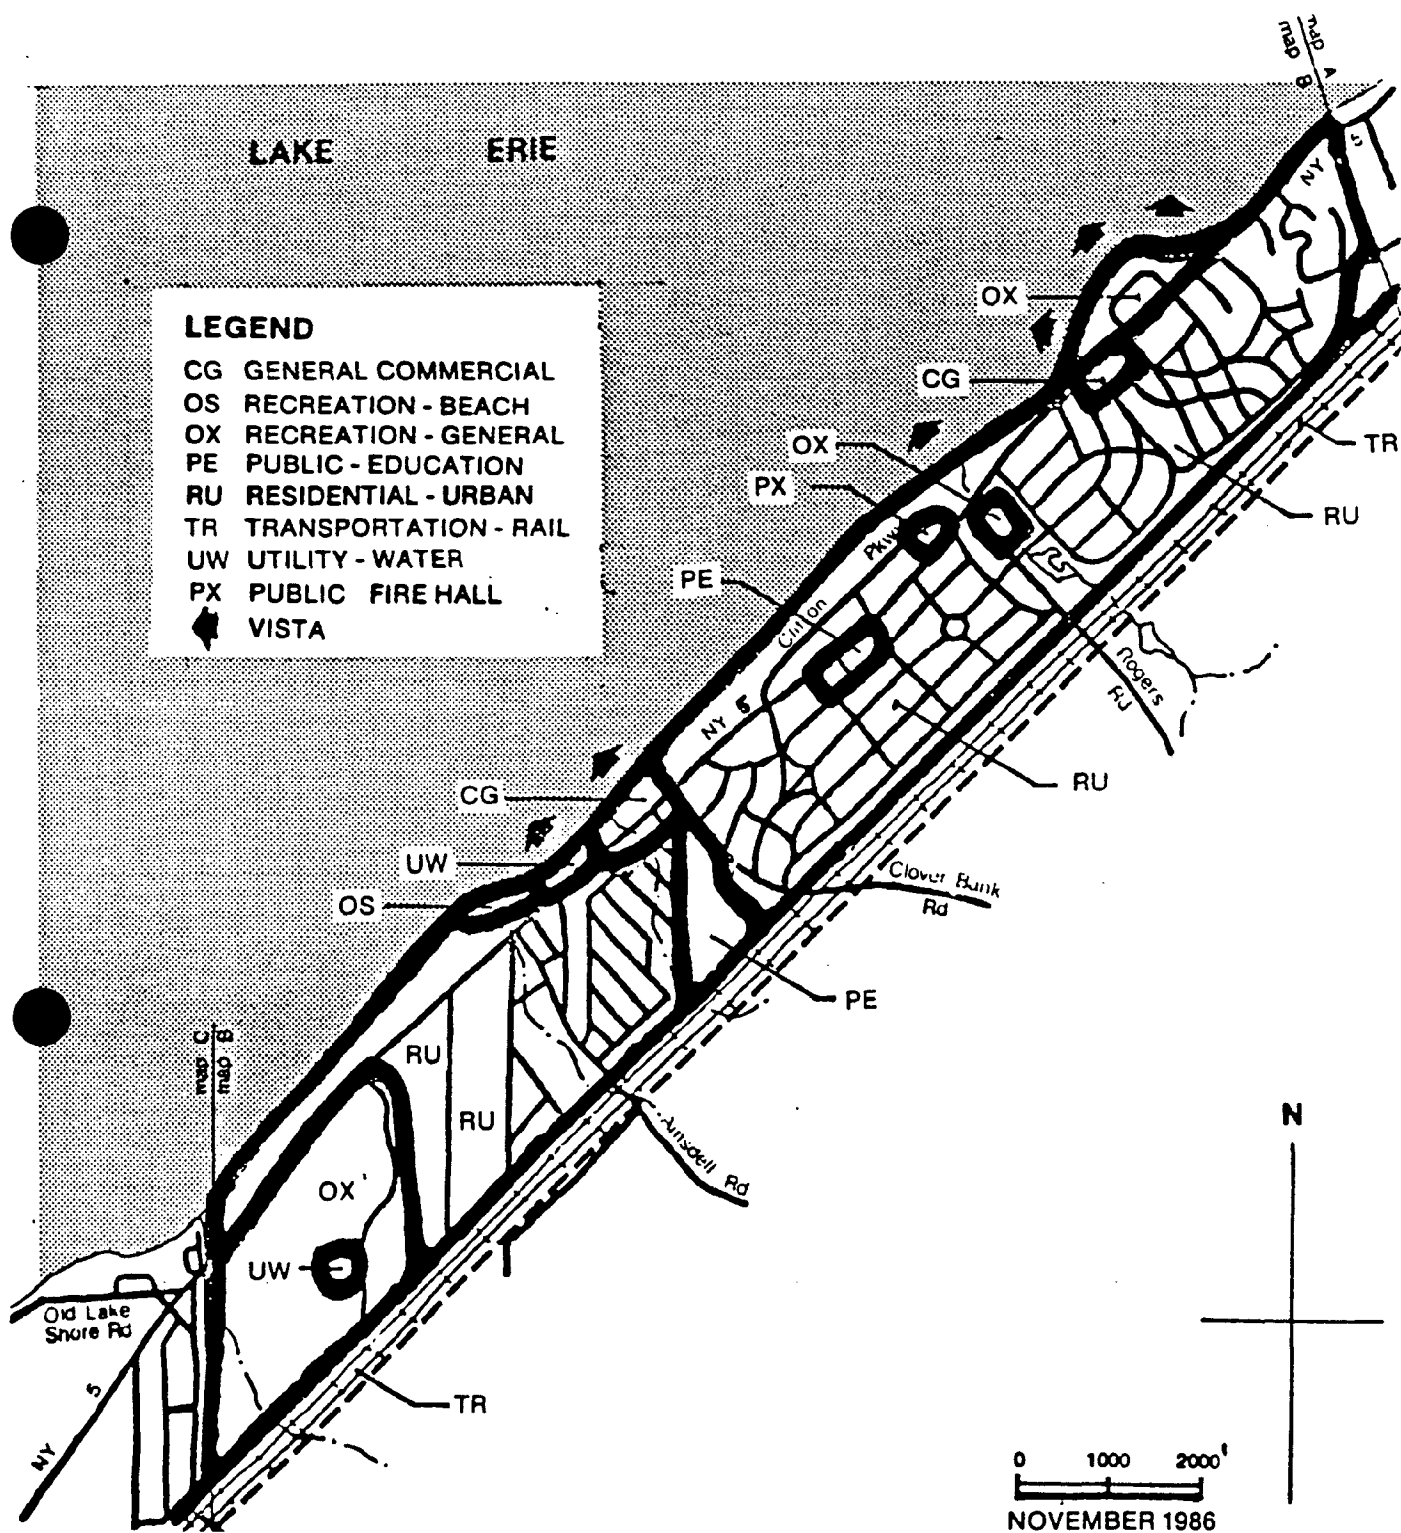 map A
map B
LAKE ERIE
NY
5
LEGEND
CG GENERAL COMMERCIAL
OS RECREATION - BEACH
OX RECREATION - GENERAL
PE PUBLIC - EDUCATION
RU RESIDENTIAL - URBAN
TR TRANSPORTATION - RAIL
UW UTILITY - WATER
PX PUBLIC FIRE HALL
VISTA
OX
CG
OX
TR
PX
RU
Pkwy
PE
Clifton
Rogers
Rd
NY 5
RU
CG
UW
Clover Bank
Rd
OS
PE
map C
map B
RU
RU
Amsdell Rd
N
OX
UW
Old Lake
Shore Rd
NY 5
TR
0 1000 2000'
NOVEMBER 1986